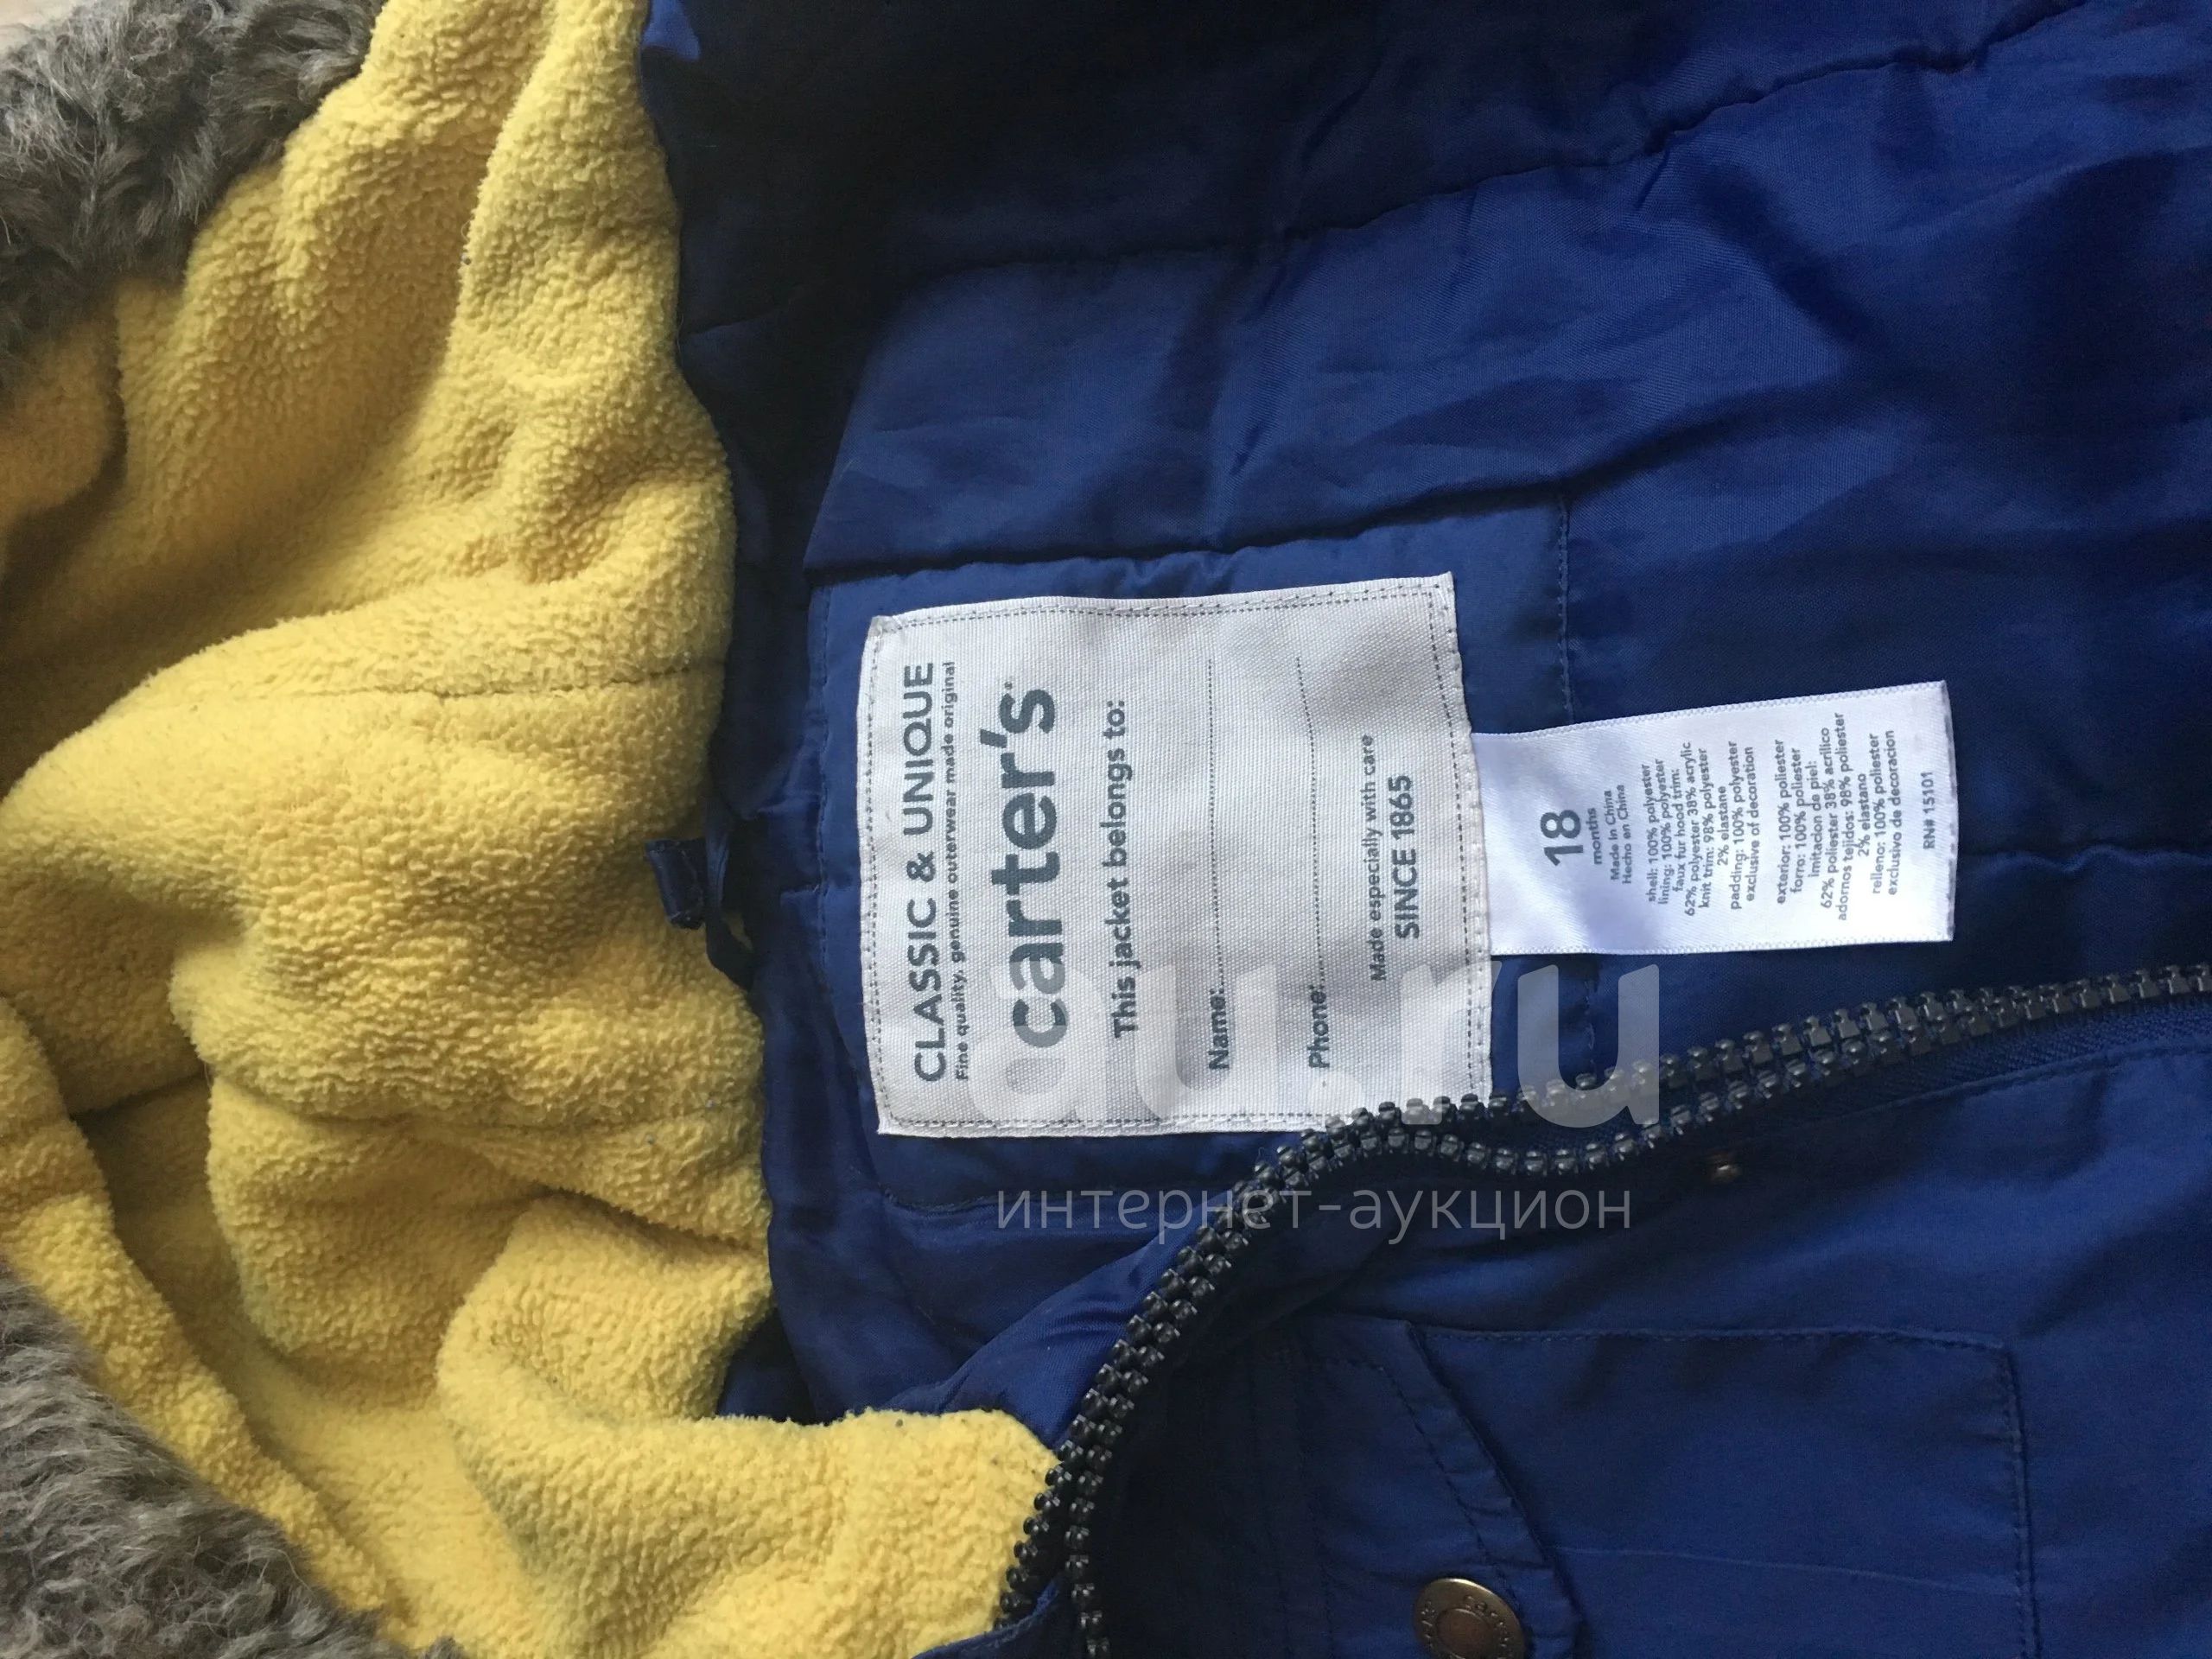 CLASSIC & UNIQUE
Fine quality, genuine outerwear made original
carter's
This jacket belongs to:
Name:
Phone:
Made especially with care
SINCE 1865
18
months
Made in China
Hecho en China
shell: 100% polyester
lining: 100% polyester
faux fur hood trim:
62% polyester 38% acrylic
knit trim: 98% polyester
2% elastane
padding: 100% polyester
exclusive of decoration
exterior: 100% poliester
forro: 100% poliester
Imitacion de piel:
62% poliester 38% acrilico
adornos tejidos: 98% poliester
2% elastano
relleno: 100% poliester
exclusivo de decoracion
RN# 15101
au.ru
интернет-аукцион